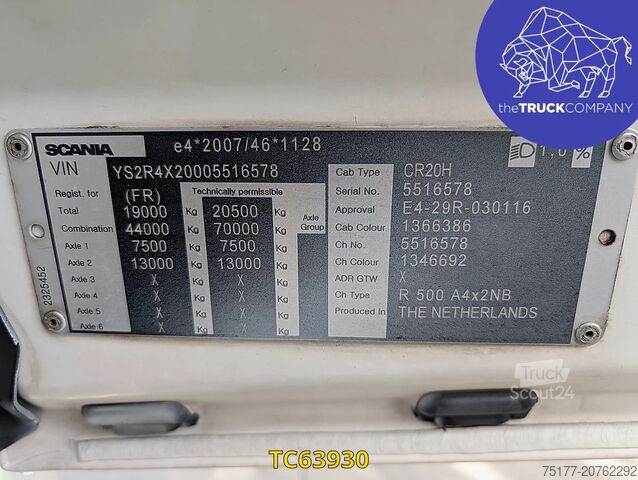 theTRUCKCOMPANY
SCANIA e4*2007/46*1128 1,0%
VIN YS2R4X20005516578
Regist. for (FR) Technically permissible
Total 19000 Kg 20500 Kg Axle Group
Combination 44000 Kg 70000 Kg
Axle 1 7500 Kg 7500 Kg
Axle 2 13000 Kg 13000 Kg
Axle 3 X Kg X Kg
Axle 4 X Kg X Kg
Axle 5 X Kg X Kg
Axle 6 X Kg X Kg
2325452
Cab Type CR20H
Serial No. 5516578
Approval E4-29R-030116
Cab Colour 1366386
Ch No. 5516578
Ch Colour 1346692
ADR GTW X
Ch Type R 500 A4x2NB
Produced In THE NETHERLANDS
Truck
Scout24
TC63930
75177-20762292